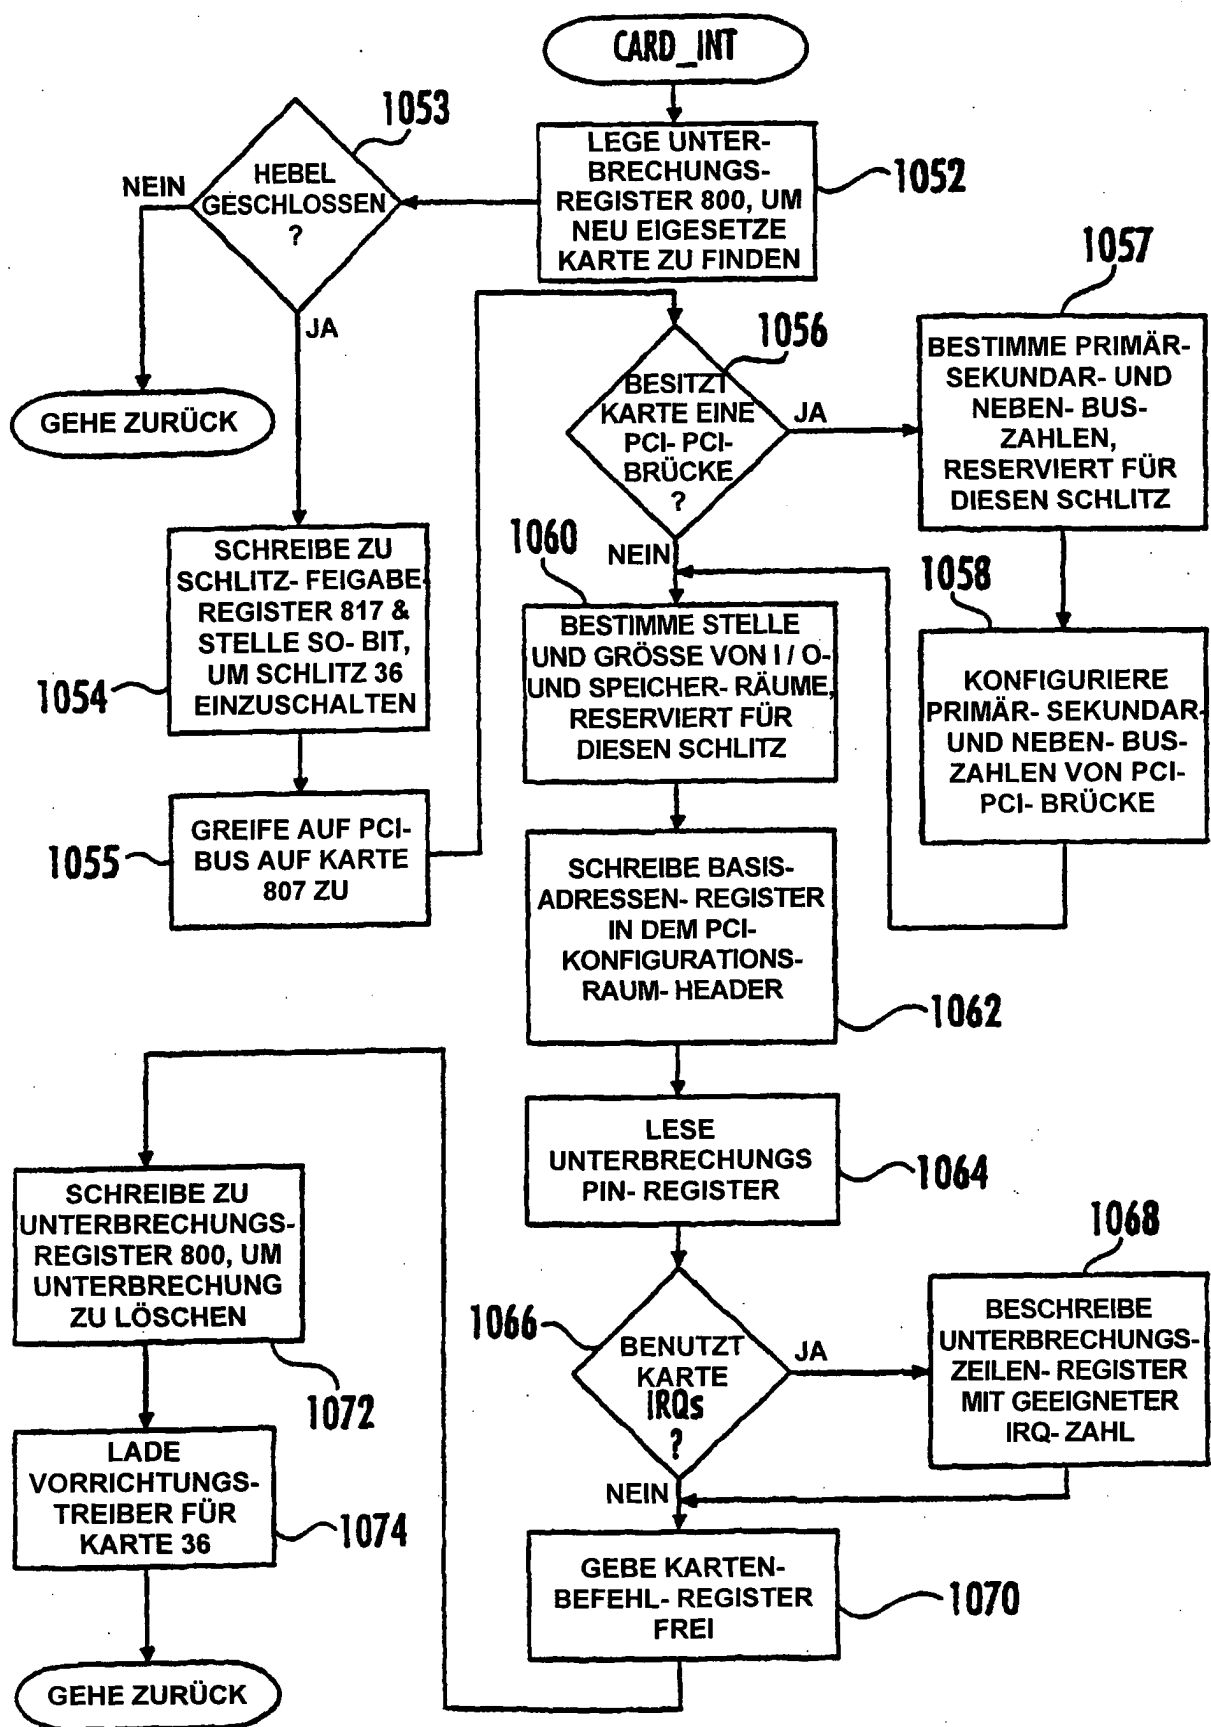 CARD_INT
LEGE UNTER-
BRECHUNGS-
REGISTER 800, UM
NEU EIGESETZE
KARTE ZU FINDEN
1052
1053
HEBEL
GESCHLOSSEN
?
NEIN
JA
GEHE ZURÜCK
SCHREIBE ZU
SCHLITZ- FEIGABE
REGISTER 817 &
STELLE SO- BIT,
UM SCHLITZ 36
EINZUSCHALTEN
1054
GREIFE AUF PCI-
BUS AUF KARTE
807 ZU
1055
1056
BESITZT
KARTE EINE
PCI- PCI-
BRÜCKE
?
JA
NEIN
1057
BESTIMME PRIMÄR-
SEKUNDAR- UND
NEBEN- BUS-
ZAHLEN,
RESERVIERT FÜR
DIESEN SCHLITZ
1058
KONFIGURIERE
PRIMÄR- SEKUNDAR-
UND NEBEN- BUS-
ZAHLEN VON PCI-
PCI- BRÜCKE
1060
BESTIMME STELLE
UND GRÖSSE VON I / O-
UND SPEICHER- RÄUME,
RESERVIERT FÜR
DIESEN SCHLITZ
SCHREIBE BASIS-
ADRESSEN- REGISTER
IN DEM PCI-
KONFIGURATIONS-
RAUM- HEADER
1062
LESE
UNTERBRECHUNGS
PIN- REGISTER
1064
1066
BENUTZT
KARTE
IRQs
?
JA
NEIN
1068
BESCHREIBE
UNTERBRECHUNGS-
ZEILEN- REGISTER
MIT GEEIGNETER
IRQ- ZAHL
GEBE KARTEN-
BEFEHL- REGISTER
FREI
1070
SCHREIBE ZU
UNTERBRECHUNGS-
REGISTER 800, UM
UNTERBRECHUNG
ZU LÖSCHEN
1072
LADE
VORRICHTUNGS-
TREIBER FÜR
KARTE 36
1074
GEHE ZURÜCK